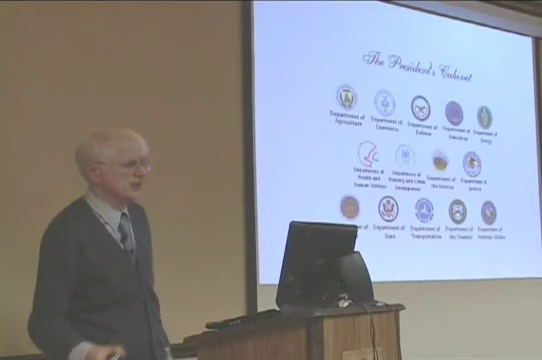 The President's Cabinet
Department of Agriculture
Department of Commerce
Department of Defense
Department of Education
Department of Energy
Department of Health and Human Services
Department of Housing and Urban Development
Department of the Interior
Department of Justice
Department of State
Department of Transportation
Department of the Treasury
Department of Veterans Affairs